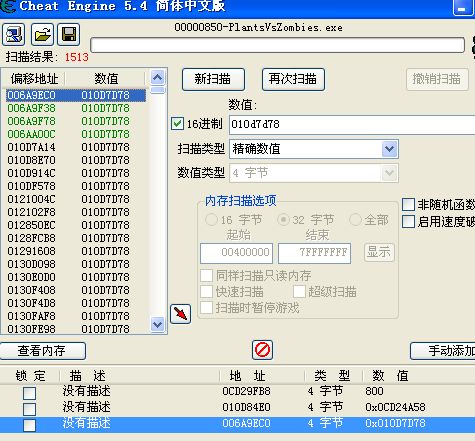 Cheat Engine 5.4 简体中文版
00000850-PlantsVsZombies.exe
扫描结果: 1513
偏移地址 数值
006A9EC0 010D7D78
006A9F38 010D7D78
006A9F78 010D7D78
006AA00C 010D7D78
010D7A14 010D7D78
010D8E70 010D7D78
010D914C 010D7D78
010DF578 010D7D78
0121004C 010D7D78
012102F8 010D7D78
012850EC 010D7D78
0128FCB8 010D7D78
01291608 010D7D78
0130D098 010D7D78
0130E0D0 010D7D78
0130F408 010D7D78
0130F4D8 010D7D78
0130FAF8 010D7D78
0130FE98 010D7D78
新扫描 再次扫描 撤销扫描
数值:
16进制 010d7d78
扫描类型 精确数值
数值类型 4 字节
内存扫描选项
16 字节 32 字节 全部
起始 结束
00400000 7FFFFFFF 显示
同样扫描只读内存
快速扫描 超级扫描
扫描时暂停游戏
非随机函数
启用速度破
查看内存 手动添加
锁 定 描 述 地 址 类 型 数 值
没有描述 0CD29FB8 4 字节 800
没有描述 010D84E0 4 字节 0x0CD24A58
没有描述 006A9EC0 4 字节 0x010D7D78